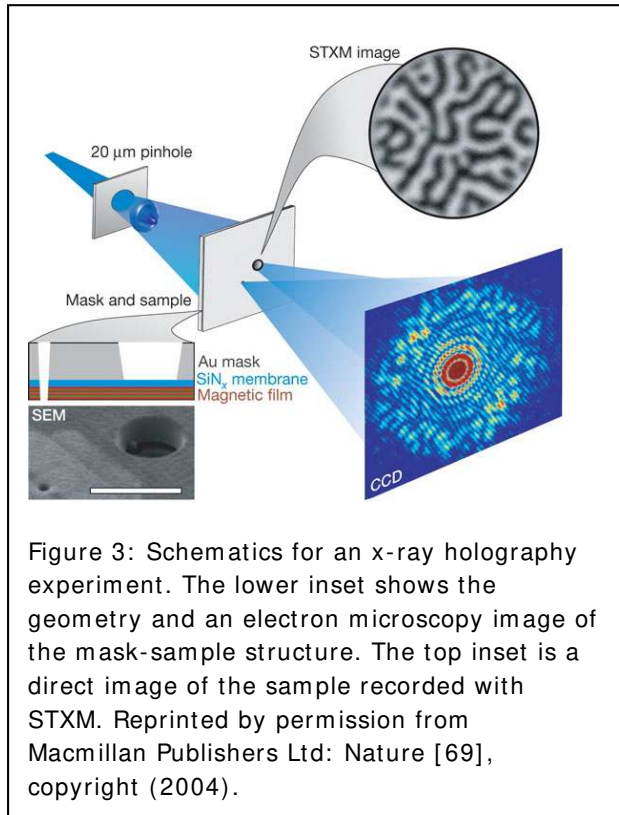 STXM image
20 μm pinhole
Mask and sample
Au mask
SiNx membrane
Magnetic film
SEM
CCD
Figure 3: Schematics for an x-ray holography
experiment. The lower inset shows the
geometry and an electron microscopy image of
the mask-sample structure. The top inset is a
direct image of the sample recorded with
STXM. Reprinted by permission from
Macmillan Publishers Ltd: Nature [69],
copyright (2004).